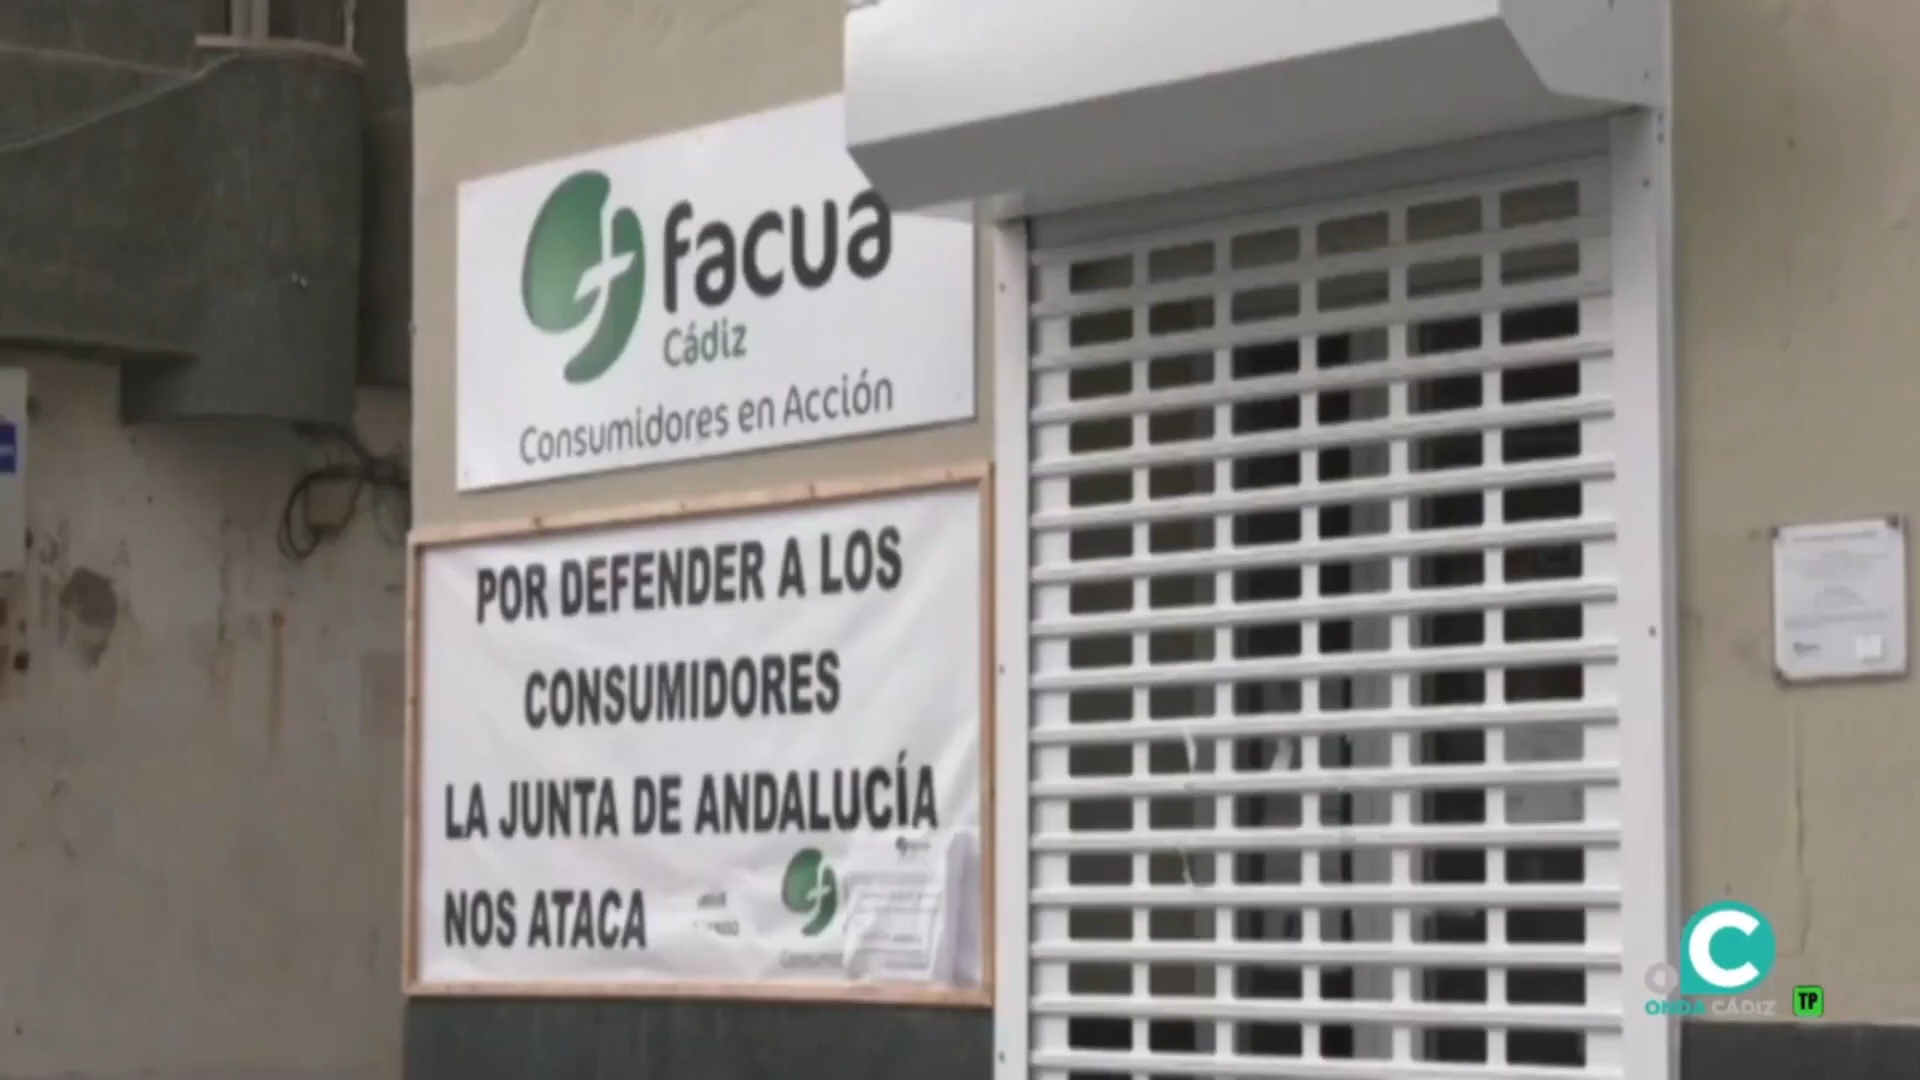 facua
Cádiz
Consumidores en Acción
POR DEFENDER A LOS
CONSUMIDORES
LA JUNTA DE ANDALUCÍA
NOS ATACA
ONDA CÁDIZ
TP